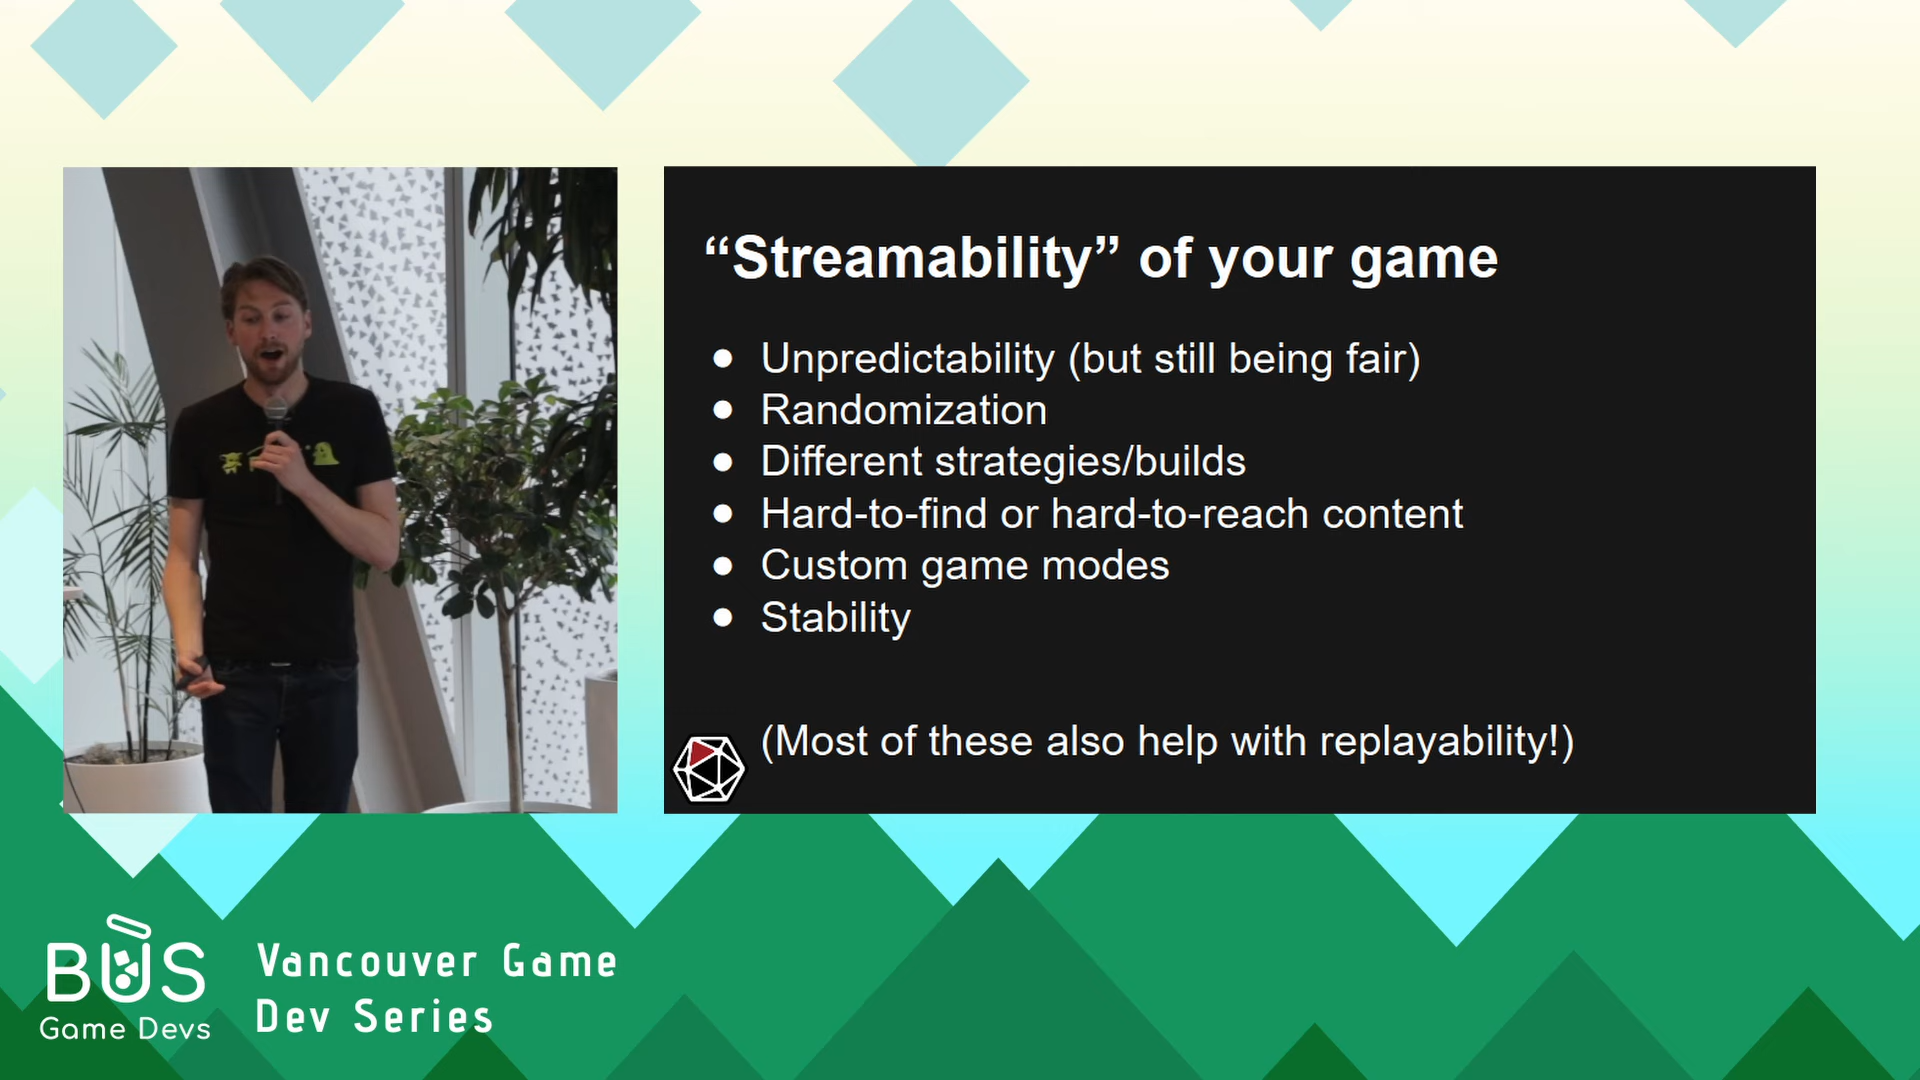 “Streamability” of your game
● Unpredictability (but still being fair)
● Randomization
● Different strategies/builds
● Hard-to-find or hard-to-reach content
● Custom game modes
● Stability
(Most of these also help with replayability!)
BUS
Game Devs
Vancouver Game
Dev Series